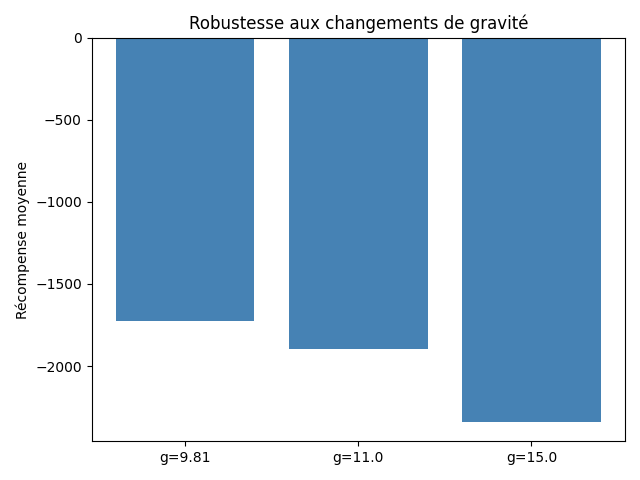 Robustesse aux changements de gravité
Récompense moyenne
0
−500
−1000
−1500
−2000
g=9.81
g=11.0
g=15.0